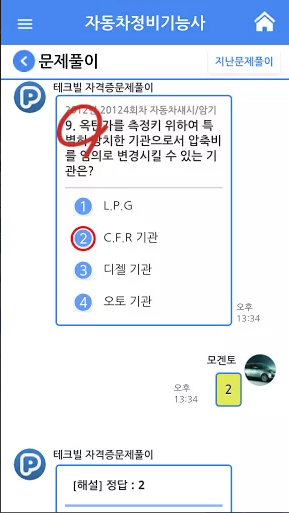 자동차정비기능사
문제풀이
지난문제풀이
테크빌 자격증문제풀이
2012년 20124회차 자동차섀시/암기
9. 옥탄가를 측정키 위하여 특
별히 장치한 기관으로서 압축비
를 임의로 변경시킬 수 있는 기
관은?
1 L.P.G
2 C.F.R 기관
3 디젤 기관
4 오토 기관
오후
13:34
모겐토
오후
13:34
2
테크빌 자격증문제풀이
[해설] 정답 : 2